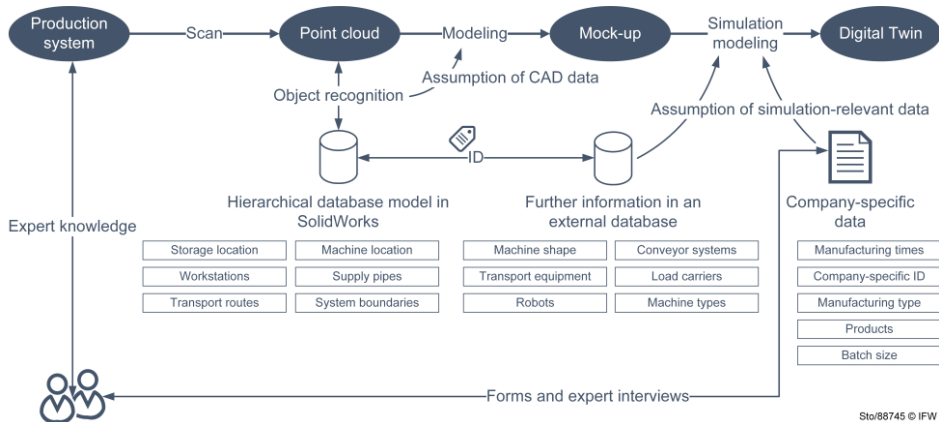 Production
system
Scan
Point cloud
Modeling
Mock-up
Simulation
modeling
Digital Twin
Assumption of CAD data
Object recognition
Assumption of simulation-relevant data
ID
Hierarchical database model in
SolidWorks
Further information in an
external database
Company-specific
data
Expert knowledge
Storage location
Machine location
Workstations
Supply pipes
Transport routes
System boundaries
Machine shape
Conveyor systems
Transport equipment
Load carriers
Robots
Machine types
Manufacturing times
Company-specific ID
Manufacturing type
Products
Batch size
Forms and expert interviews
Sto/88745 © IFW